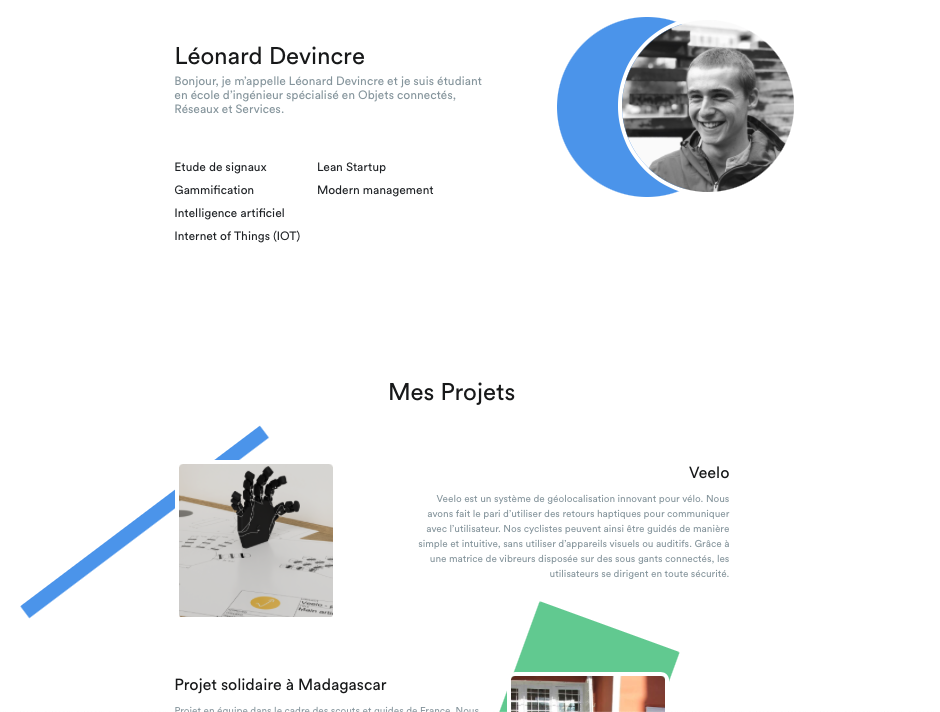 Léonard Devincre
Bonjour, je m'appelle Léonard Devincre et je suis étudiant
en école d'ingénieur spécialisé en Objets connectés,
Réseaux et Services.
Etude de signaux
Gammification
Intelligence artificiel
Internet of Things (IOT)
Lean Startup
Modern management
Mes Projets
Veelo
Veelo est un système de géolocalisation innovant pour vélo. Nous
avons fait le pari d'utiliser des retours haptiques pour communiquer
avec l'utilisateur. Nos cyclistes peuvent ainsi être guidés de manière
simple et intuitive, sans utiliser d'appareils visuels ou auditifs. Grâce à
une matrice de vibreurs disposée sur des sous gants connectés, les
utilisateurs se dirigent en toute sécurité.
Projet solidaire à Madagascar
Projet en équipe dans le cadre des scouts et guides de France. Nous